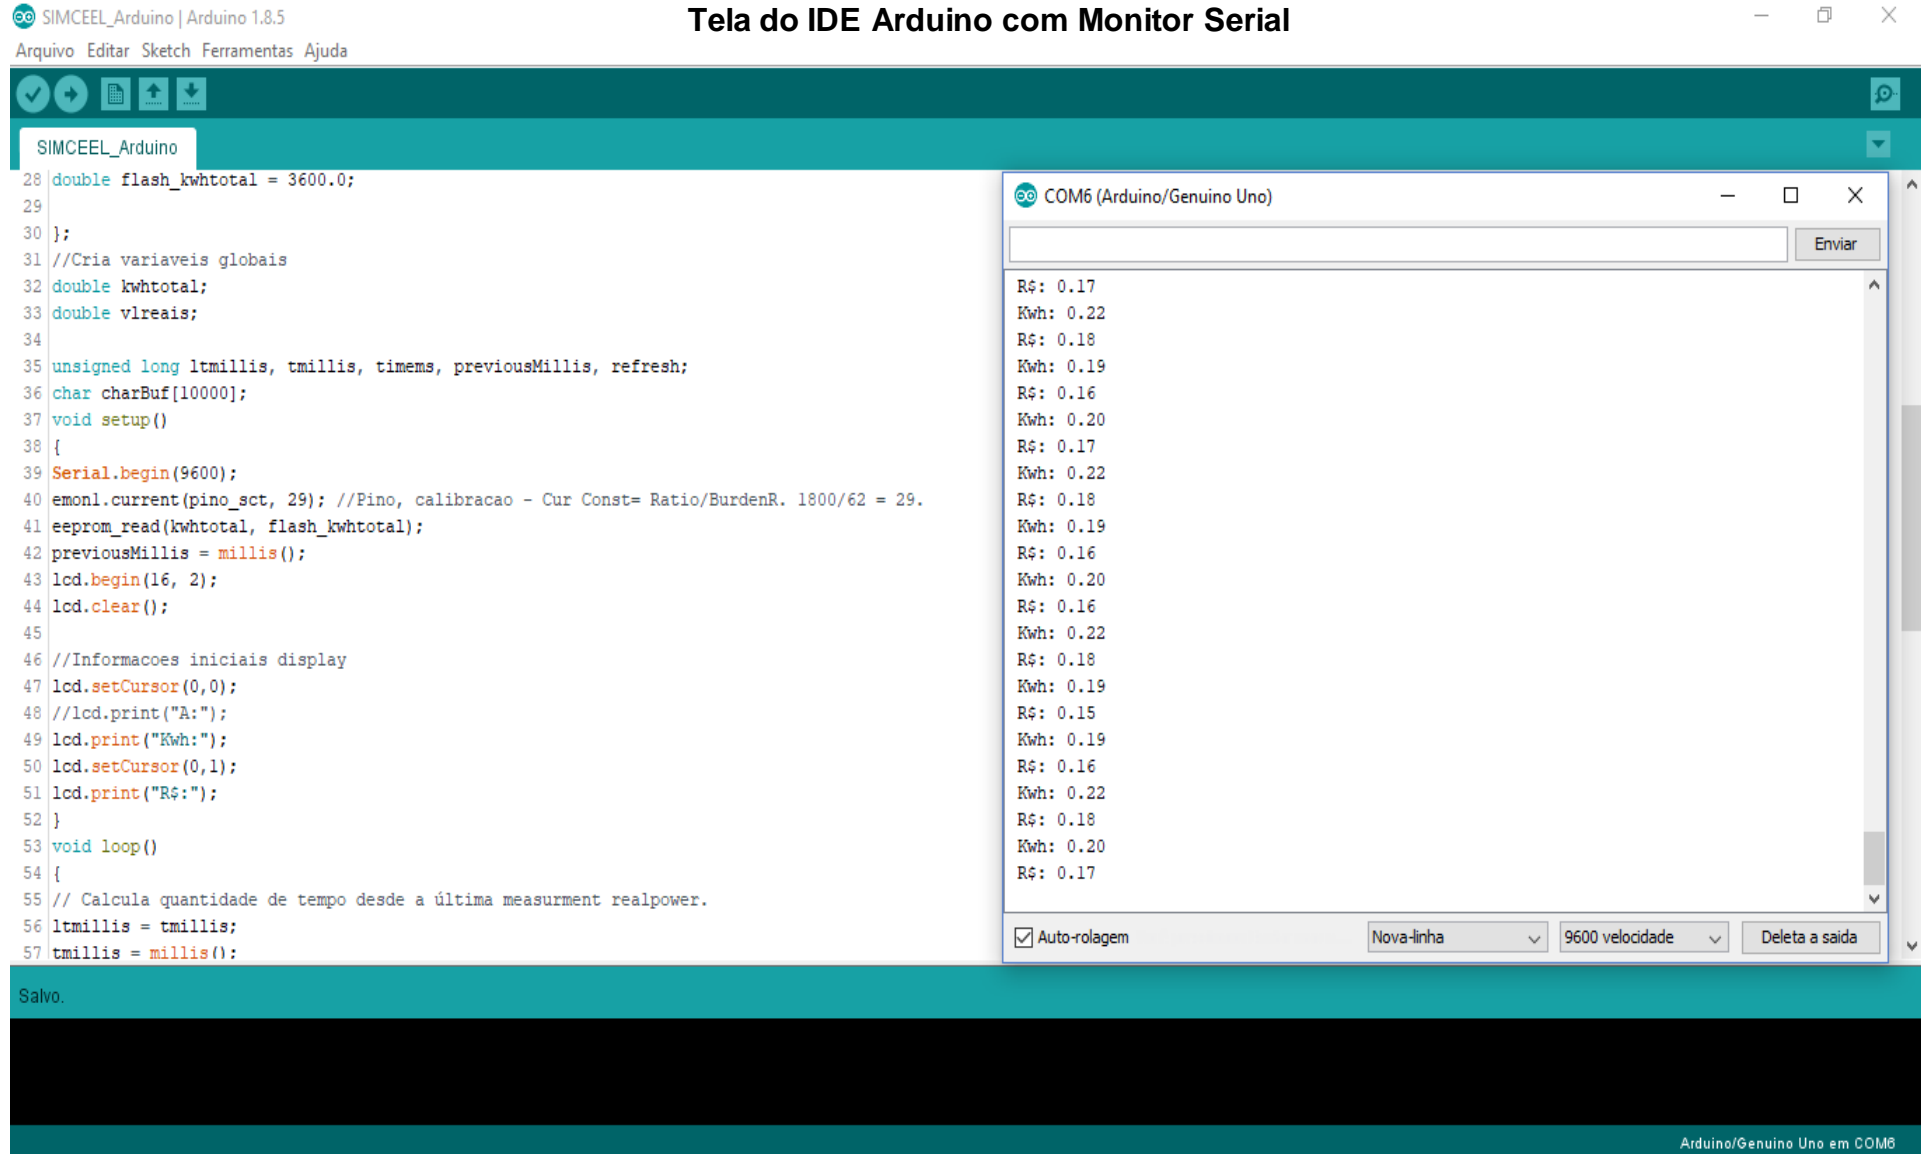 SIMCEEL_Arduino | Arduino 1.8.5
Tela do IDE Arduino com Monitor Serial
Arquivo Editar Sketch Ferramentas Ajuda
SIMCEEL_Arduino
28 double flash_kwhtotal = 3600.0;
29
30 };
31 //Cria variaveis globais
32 double kwhtotal;
33 double vlreais;
34
35 unsigned long ltmillis, tmillis, timems, previousMillis, refresh;
36 char charBuf[10000];
37 void setup()
38 {
39 Serial.begin(9600);
40 emon1.current(pino_sct, 29); //Pino, calibracao - Cur Const= Ratio/BurdenR. 1800/62 = 29.
41 eeprom_read(kwhtotal, flash_kwhtotal);
42 previousMillis = millis();
43 lcd.begin(16, 2);
44 lcd.clear();
45
46 //Informacoes iniciais display
47 lcd.setCursor(0,0);
48 //lcd.print("A:");
49 lcd.print("Kwh:");
50 lcd.setCursor(0,1);
51 lcd.print("R$:");
52 }
53 void loop()
54 {
55 // Calcula quantidade de tempo desde a última measurment realpower.
56 ltmillis = tmillis;
57 tmillis = millis();
COM6 (Arduino/Genuino Uno)
Enviar
R$: 0.17
Kwh: 0.22
R$: 0.18
Kwh: 0.19
R$: 0.16
Kwh: 0.20
R$: 0.17
Kwh: 0.22
R$: 0.18
Kwh: 0.19
R$: 0.16
Kwh: 0.20
R$: 0.16
Kwh: 0.22
R$: 0.18
Kwh: 0.19
R$: 0.15
Kwh: 0.19
R$: 0.16
Kwh: 0.22
R$: 0.18
Kwh: 0.20
R$: 0.17
Auto-rolagem
Nova-linha
9600 velocidade
Deleta a saida
Salvo.
Arduino/Genuino Uno em COM6